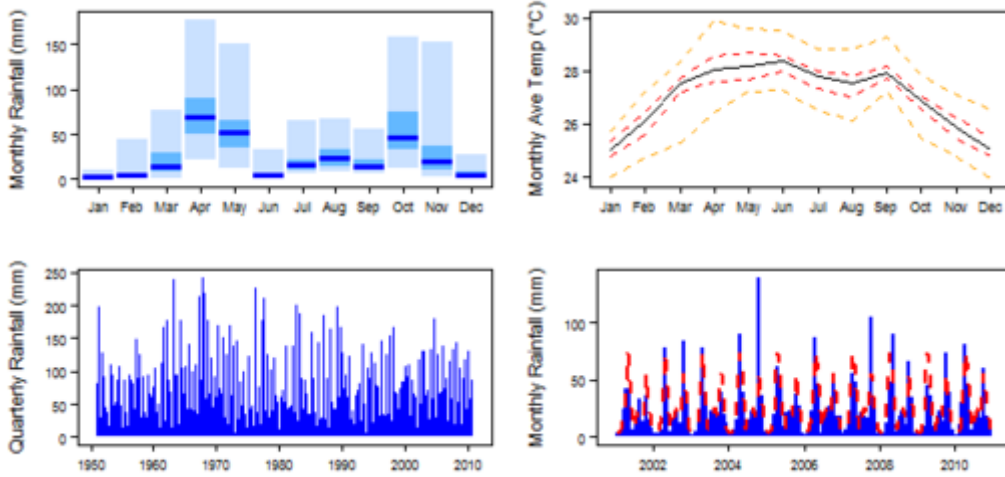 Monthly Rainfall (mm)
150
100
50
0
Jan Feb Mar Apr May Jun Jul Aug Sep Oct Nov Dec
Monthly Ave Temp (°C)
30
28
26
24
Jan Feb Mar Apr May Jun Jul Aug Sep Oct Nov Dec
Quarterly Rainfall (mm)
250
200
150
100
50
0
1950 1960 1970 1980 1990 2000 2010
Monthly Rainfall (mm)
100
50
0
2002 2004 2006 2008 2010